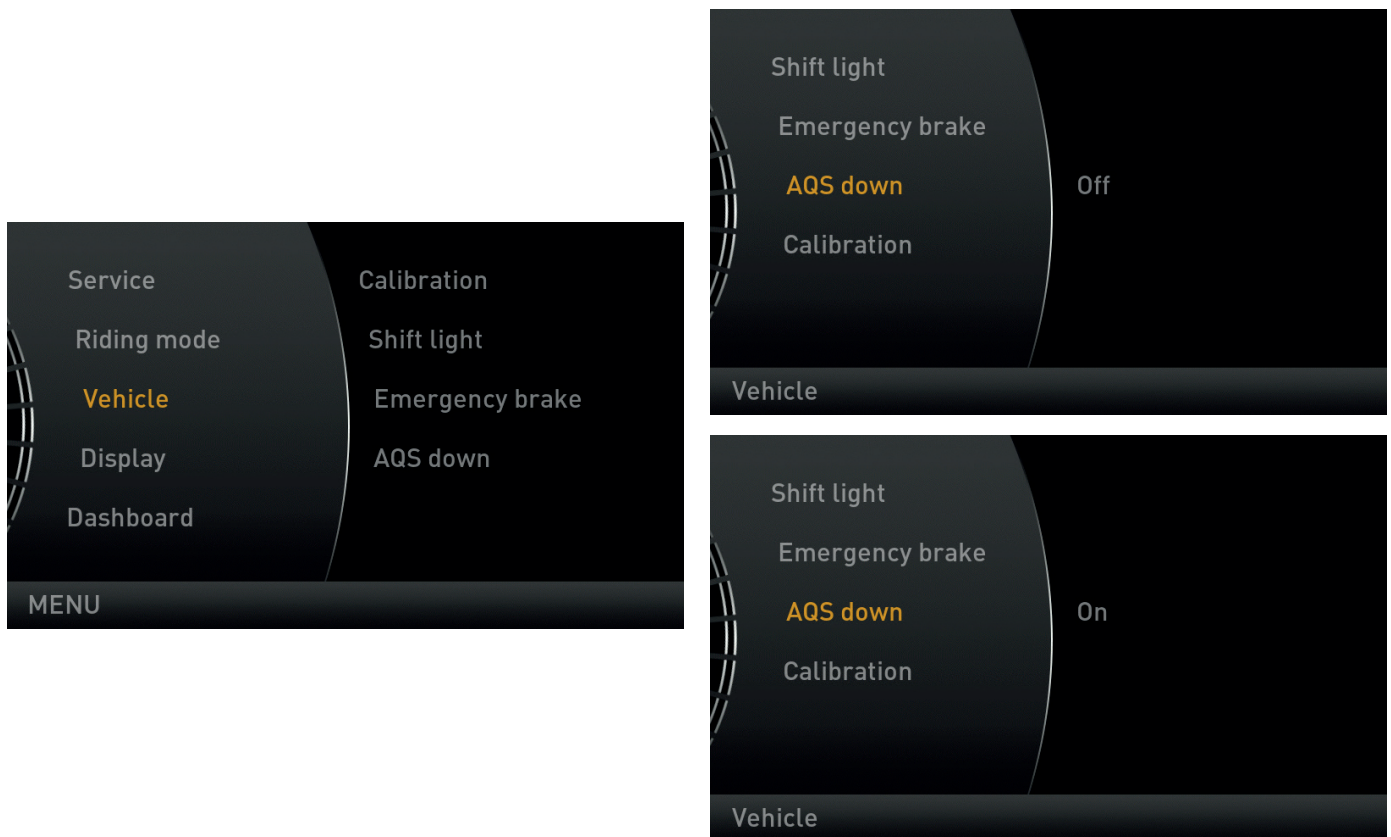 Service
Calibration
Riding mode
Shift light
Vehicle
Emergency brake
Display
AQS down
Dashboard
MENU
Shift light
Emergency brake
AQS down
Off
Calibration
Vehicle
Shift light
Emergency brake
AQS down
On
Calibration
Vehicle